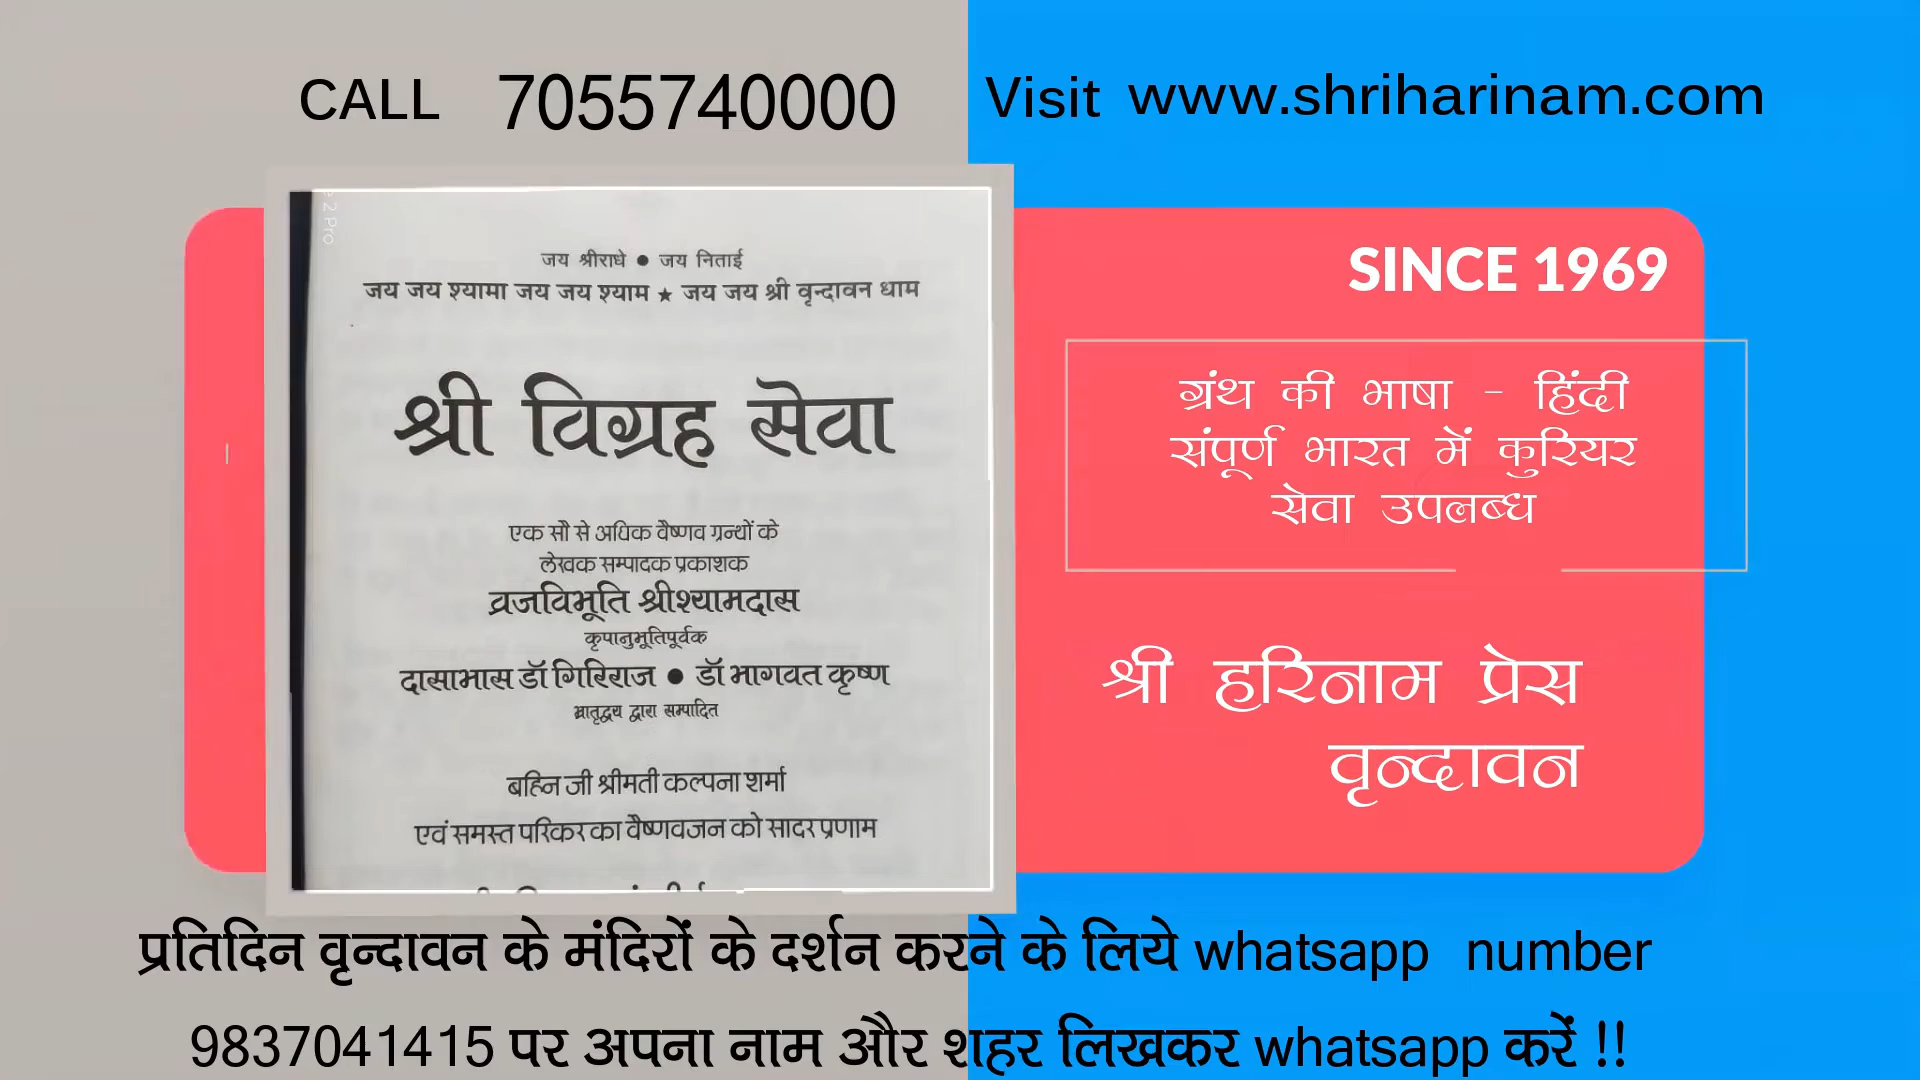 CALL 7055740000 Visit www.shriharinam.com
जय श्रीराधे ● जय निताई
जय जय श्यामा जय जय श्याम ★ जय जय श्री वृन्दावन धाम
श्री विग्रह सेवा
एक सौ से अधिक वैष्णव ग्रन्थों के
लेखक सम्पादक प्रकाशक
व्रजविभूति श्रीश्यामदास
कृपानुभूतिपूर्वक
दासाभास डॉ गिरिराज ● डॉ भागवत कृष्ण
भ्रातृद्वय द्वारा सम्पादित
बहिन जी श्रीमती कल्पना शर्मा
एवं समस्त परिकर का वैष्णवजन को सादर प्रणाम
SINCE 1969
ग्रंथ की भाषा - हिंदी
संपूर्ण भारत में कुरियर
सेवा उपलब्ध
श्री हरिनाम प्रेस
वृन्दावन
प्रतिदिन वृन्दावन के मंदिरों के दर्शन करने के लिये whatsapp number
9837041415 पर अपना नाम और शहर लिखकर whatsapp करें !!